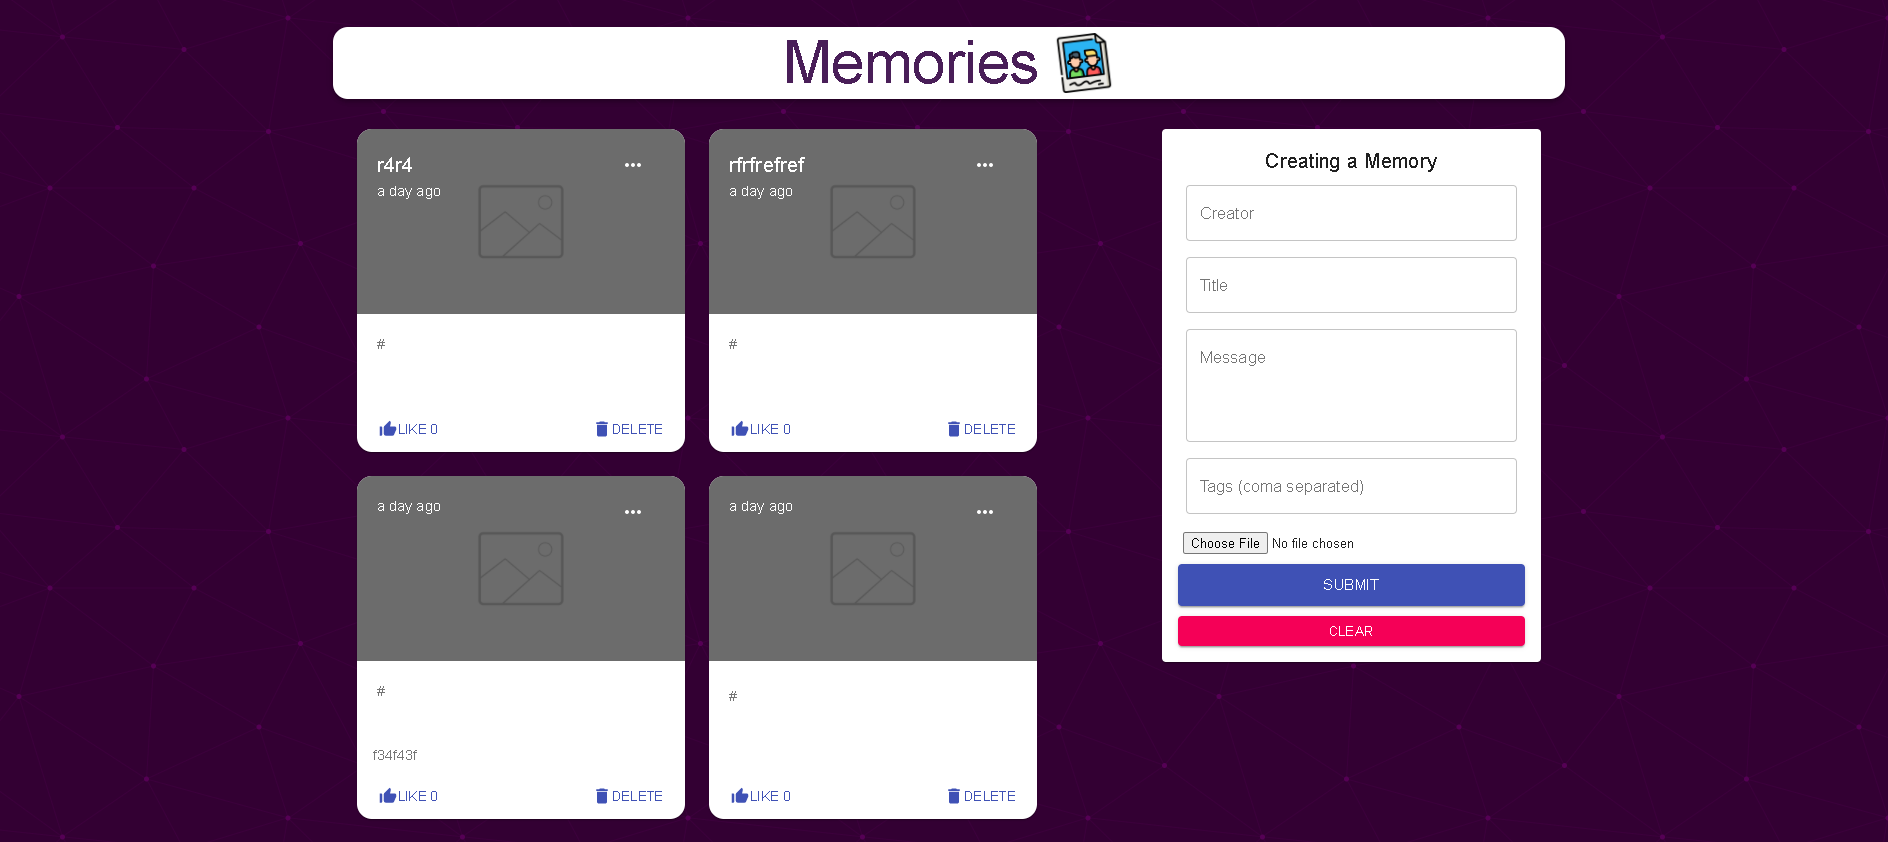 Memories
r4r4
a day ago
#
LIKE 0
DELETE
rfrfrefref
a day ago
#
LIKE 0
DELETE
a day ago
#
f34f43f
LIKE 0
DELETE
a day ago
#
LIKE 0
DELETE
Creating a Memory
Creator
Title
Message
Tags (coma separated)
Choose File No file chosen
SUBMIT
CLEAR